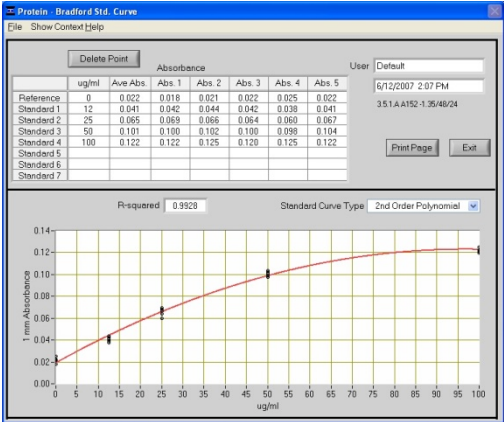 Protein - Bradford Std. Curve
File Show Context Help
Delete Point
Absorbance
User Default
6/12/2007 2:07 PM
3.5.1 A A152 -1.35/48/24
Print Page Exit
ug/ml Ave Abs. Abs. 1 Abs. 2 Abs. 3 Abs. 4 Abs. 5
Reference 0 0.022 0.018 0.021 0.022 0.025 0.022
Standard 1 12 0.041 0.042 0.044 0.042 0.038 0.041
Standard 2 25 0.065 0.069 0.066 0.064 0.060 0.067
Standard 3 50 0.101 0.100 0.102 0.100 0.098 0.104
Standard 4 100 0.122 0.122 0.125 0.120 0.125 0.122
Standard 5
Standard 6
Standard 7
R-squared 0.9928
Standard Curve Type 2nd Order Polynomial
1 mm Absorbance
0.14
0.12
0.10
0.08
0.06
0.04
0.02
0.00
0 5 10 15 20 25 30 35 40 45 50 55 60 65 70 75 80 85 90 95 100
ug/ml